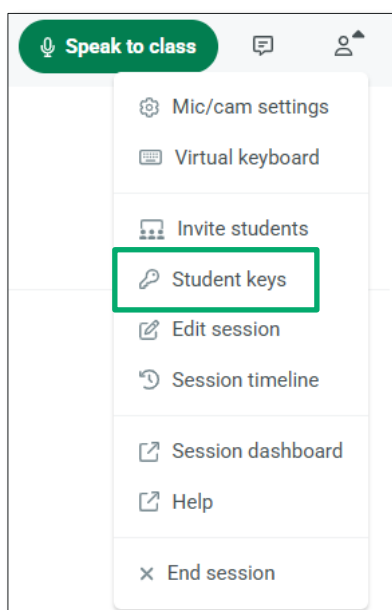 Speak to class
Mic/cam settings
Virtual keyboard
Invite students
Student keys
Edit session
Session timeline
Session dashboard
Help
End session